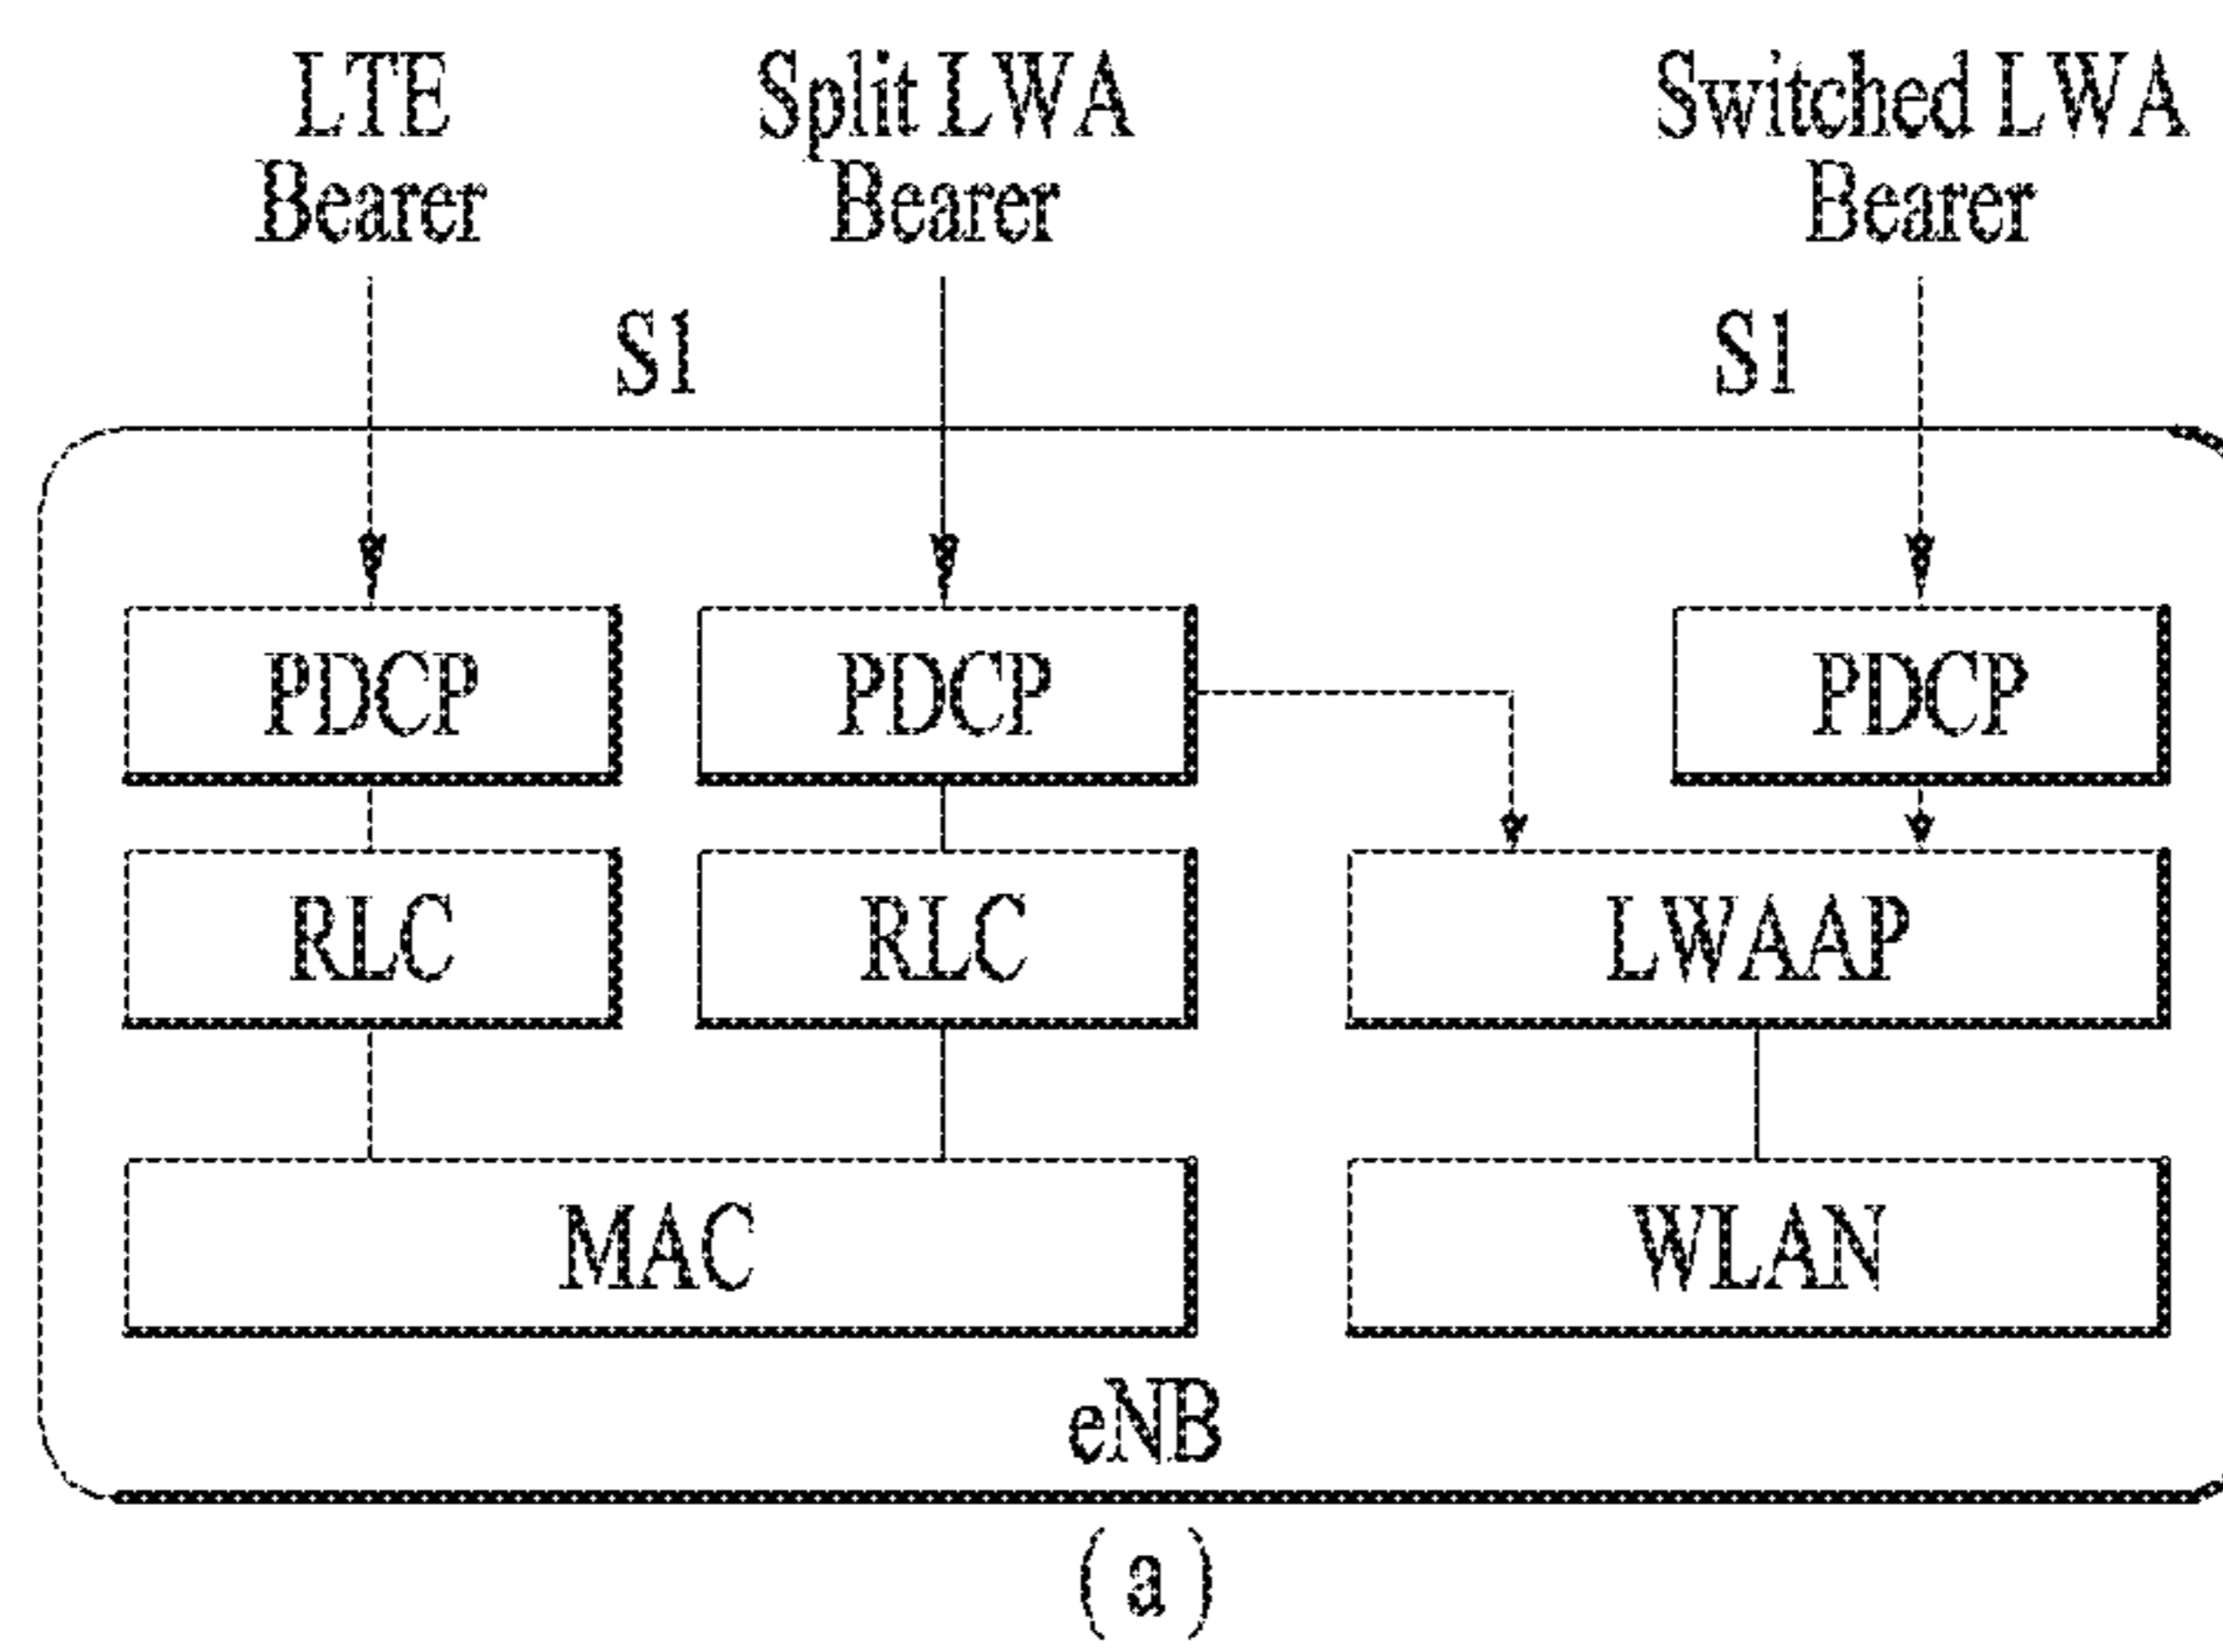 LTE
Bearer
Split LWA
Bearer
Switched LWA
Bearer
S1
S1
PDCP
PDCP
PDCP
RLC
RLC
LWAAP
MAC
WLAN
eNB
(a)